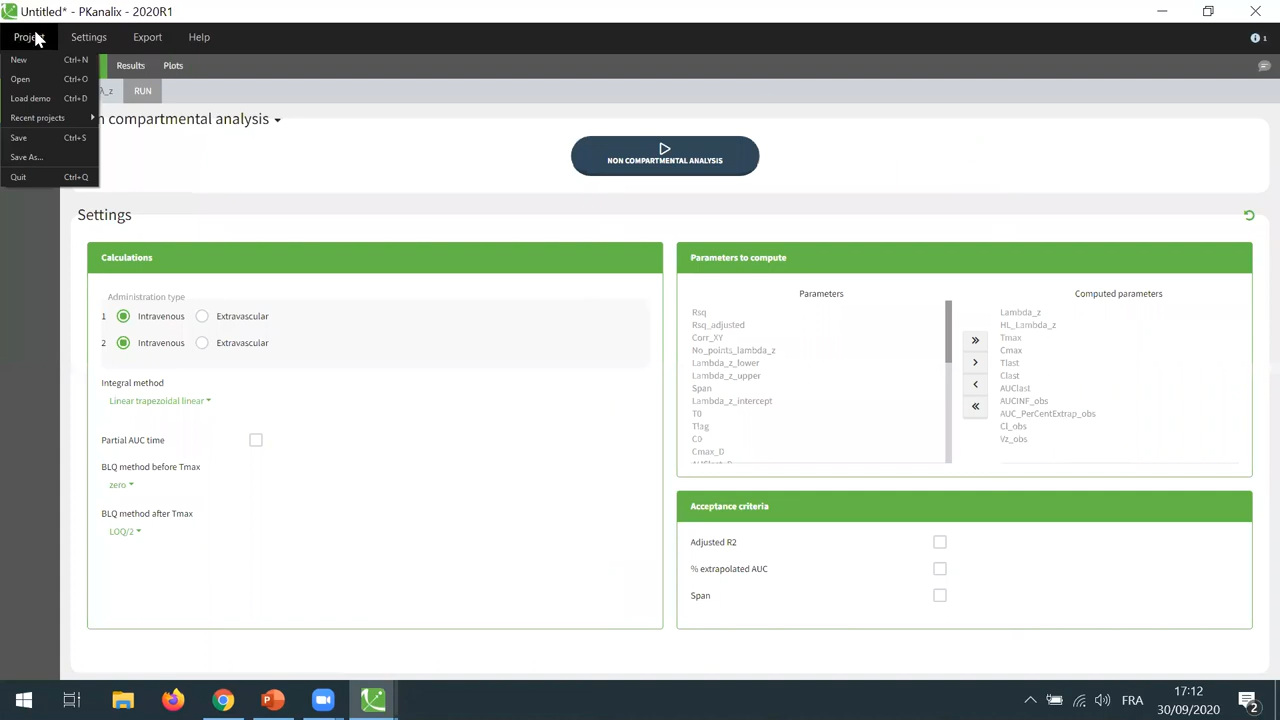 Untitled* - PKanalix - 2020R1
Project Settings Export Help
1
New Ctrl+N
Results Plots
Open Ctrl+O
Load demo Ctrl+D
λ_z RUN
Recent projects
n compartmental analysis
Save Ctrl+S
Save As...
Quit Ctrl+Q
NON COMPARTMENTAL ANALYSIS
Settings
Calculations
Administration type
1 Intravenous Extravascular
2 Intravenous Extravascular
Integral method
Linear trapezoidal linear
Partial AUC time
BLQ method before Tmax
zero
BLQ method after Tmax
LOQ/2
Parameters to compute
Parameters
Rsq
Rsq_adjusted
Corr_XY
No_points_lambda_z
Lambda_z_lower
Lambda_z_upper
Span
Lambda_z_intercept
T0
Tlag
C0
Cmax_D
Computed parameters
Lambda_z
HL_Lambda_z
Tmax
Cmax
Tlast
Clast
AUClast
AUCINF_obs
AUC_PerCentExtrap_obs
Cl_obs
Vz_obs
Acceptance criteria
Adjusted R2
% extrapolated AUC
Span
FRA
17:12
30/09/2020
2